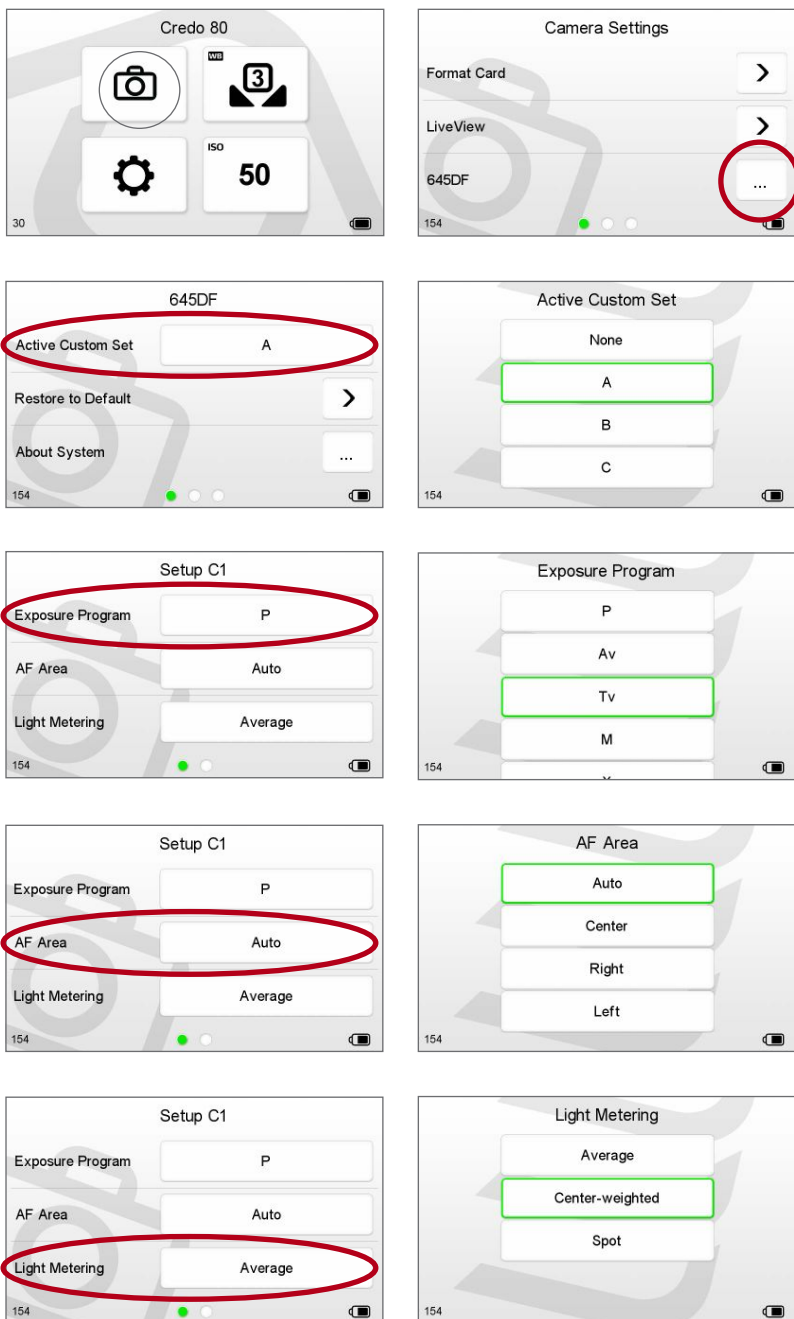 Credo 80
WB
3
ISO
50
30
Camera Settings
Format Card
LiveView
645DF
...
154
645DF
Active Custom Set A
Restore to Default
About System ...
154
Active Custom Set
None
A
B
C
154
Setup C1
Exposure Program P
AF Area Auto
Light Metering Average
154
Exposure Program
P
Av
Tv
M
154
Setup C1
Exposure Program P
AF Area Auto
Light Metering Average
154
AF Area
Auto
Center
Right
Left
154
Setup C1
Exposure Program P
AF Area Auto
Light Metering Average
154
Light Metering
Average
Center-weighted
Spot
154